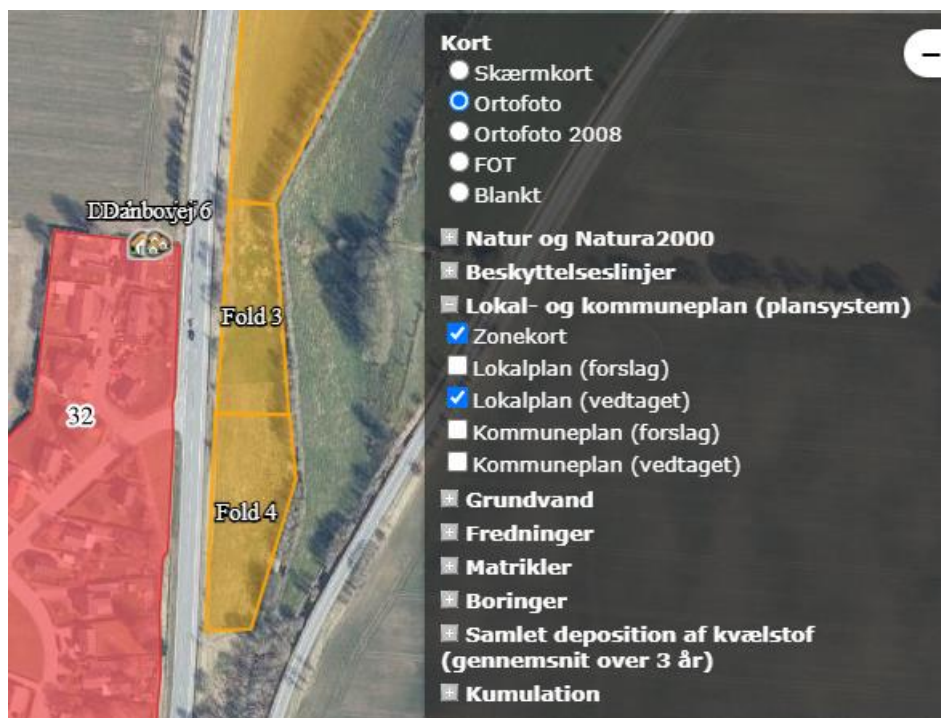 Kort
Skærmkort
Ortofoto
Ortofoto 2008
FOT
Blankt
Natur og Natura2000
Beskyttelseslinjer
Lokal- og kommuneplan (plansystem)
Zonekort
Lokalplan (forslag)
Lokalplan (vedtaget)
Kommuneplan (forslag)
Kommuneplan (vedtaget)
Grundvand
Fredninger
Matrikler
Boringer
Samlet deposition af kvælstof
(gennemsnit over 3 år)
Kumulation
6
Fold 3
32
Fold 4